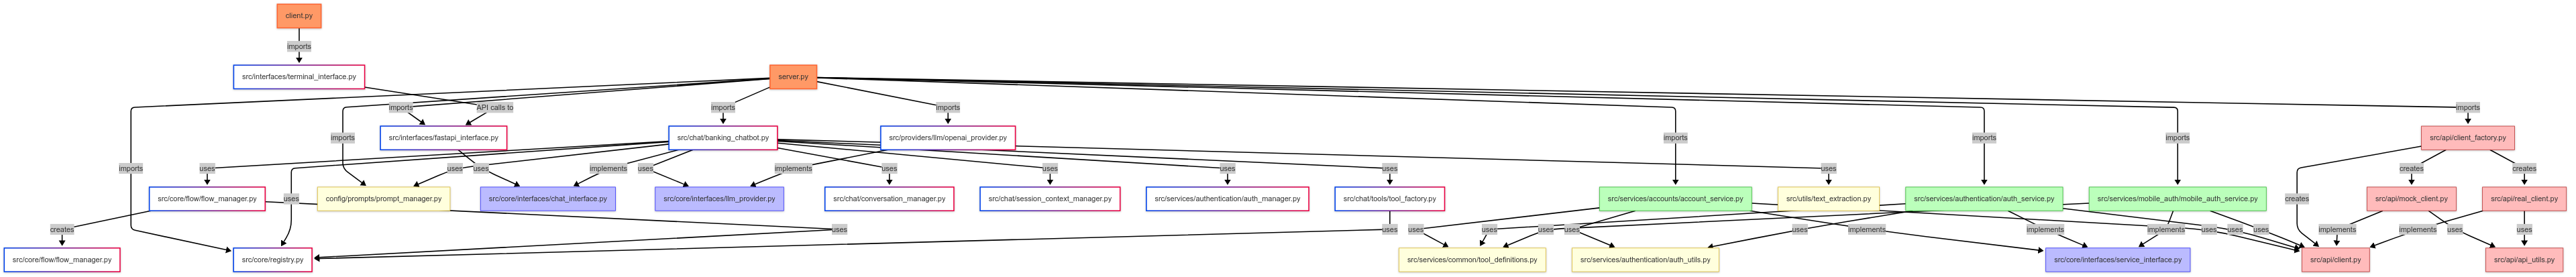 client.py
imports
src/interfaces/terminal_interface.py
server.py
imports
API calls to
imports
imports
imports
imports
src/interfaces/fastapi_interface.py
src/chat/banking_chatbot.py
src/providers/llm/openai_provider.py
imports
imports
imports
src/api/client_factory.py
imports
uses
uses
uses
implements
uses
implements
uses
uses
uses
uses
uses
creates
creates
src/core/flow/flow_manager.py
uses
config/prompts/prompt_manager.py
src/core/interfaces/chat_interface.py
src/core/interfaces/llm_provider.py
src/chat/conversation_manager.py
src/chat/session_context_manager.py
src/services/authentication/auth_manager.py
src/chat/tools/tool_factory.py
src/services/accounts/account_service.py
src/utils/text_extraction.py
src/services/authentication/auth_service.py
src/services/mobile_auth/mobile_auth_service.py
creates
src/api/mock_client.py
src/api/real_client.py
creates
uses
uses
uses
uses
uses
uses
uses
implements
implements
implements
uses
uses
uses
implements
implements
uses
uses
src/core/flow/flow_manager.py
src/core/registry.py
src/services/common/tool_definitions.py
src/services/authentication/auth_utils.py
src/core/interfaces/service_interface.py
src/api/client.py
src/api/api_utils.py